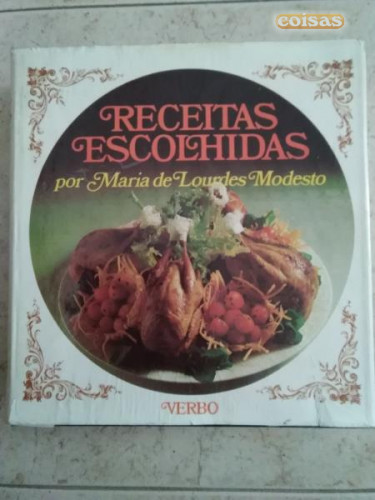 coisas
RECEITAS
ESCOLHIDAS
por Maria de Lourdes Modesto
VERBO